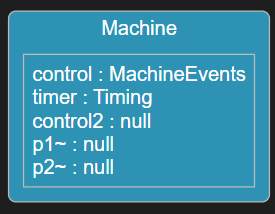 Machine
control : MachineEvents
timer : Timing
control2 : null
p1~ : null
p2~ : null